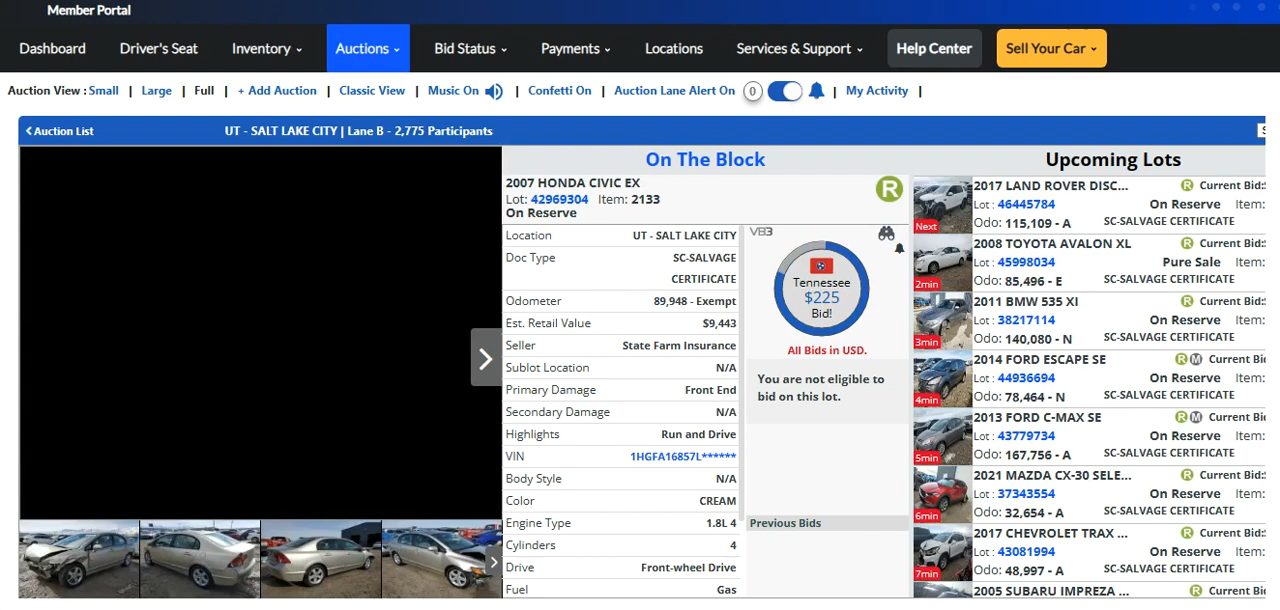 Member Portal
Dashboard Driver's Seat Inventory Auctions Bid Status Payments Locations Services & Support Help Center Sell Your Car
Auction View : Small | Large | Full | + Add Auction | Classic View | Music On | Confetti On | Auction Lane Alert On 0 | My Activity |
Auction List UT - SALT LAKE CITY | Lane B - 2,775 Participants
On The Block
2007 HONDA CIVIC EX
Lot: 42969304 Item: 2133
On Reserve
R
Location UT - SALT LAKE CITY
Doc Type SC-SALVAGE
CERTIFICATE
Odometer 89,948 - Exempt
Est. Retail Value $9,443
Seller State Farm Insurance
Sublot Location N/A
Primary Damage Front End
Secondary Damage N/A
Highlights Run and Drive
VIN 1HGFA16857L******
Body Style N/A
Color CREAM
Engine Type 1.8L 4
Cylinders 4
Drive Front-wheel Drive
Fuel Gas
VB3
Tennessee
$225
Bid!
All Bids in USD.
You are not eligible to
bid on this lot.
Previous Bids
Upcoming Lots
2017 LAND ROVER DISC... R Current Bid:
Lot : 46445784 On Reserve Item:
Next Odo: 115,109 - A SC-SALVAGE CERTIFICATE
2008 TOYOTA AVALON XL R Current Bid:
Lot : 45998034 Pure Sale Item:
2min Odo: 85,496 - E SC-SALVAGE CERTIFICATE
2011 BMW 535 XI R Current Bid:
Lot : 38217114 On Reserve Item:
3min Odo: 140,080 - N SC-SALVAGE CERTIFICATE
2014 FORD ESCAPE SE R M Current Bid
Lot : 44936694 On Reserve Item:
4min Odo: 78,464 - N SC-SALVAGE CERTIFICATE
2013 FORD C-MAX SE R M Current Bid
Lot : 43779734 On Reserve Item:
5min Odo: 167,756 - A SC-SALVAGE CERTIFICATE
2021 MAZDA CX-30 SELE... R Current Bid:
Lot : 37343554 On Reserve Item:
6min Odo: 32,654 - A SC-SALVAGE CERTIFICATE
2017 CHEVROLET TRAX ... R Current Bid:
Lot : 43081994 On Reserve Item:
7min Odo: 48,997 - A SC-SALVAGE CERTIFICATE
2005 SUBARU IMPREZA ... R Current Bi